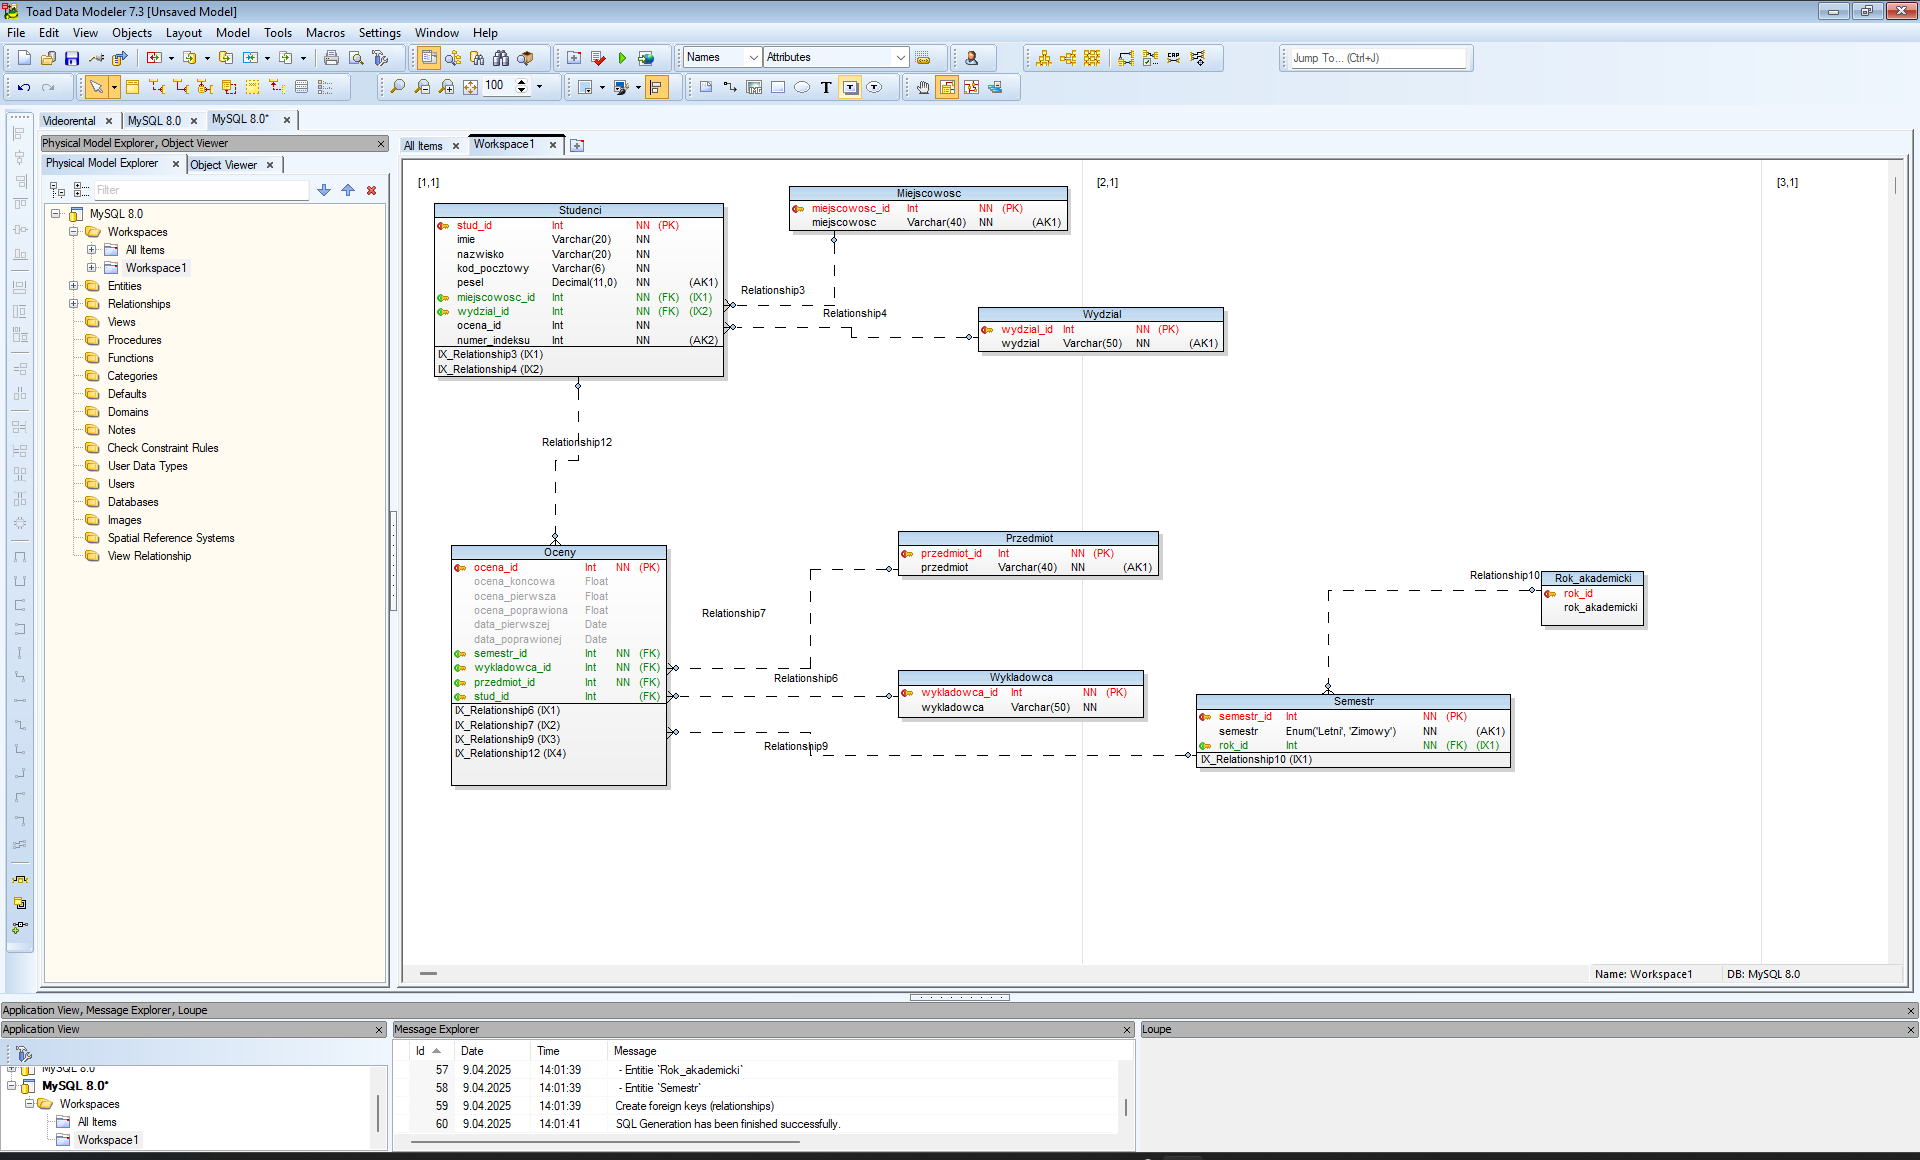 Toad Data Modeler 7.3 [Unsaved Model]
File Edit View Objects Layout Model Tools Macros Settings Window Help
Names Attributes Jump To... (Ctrl+J)
100
Videorental MySQL 8.0 MySQL 8.0*
Physical Model Explorer, Object Viewer
Physical Model Explorer Object Viewer
Filter
MySQL 8.0
Workspaces
All Items
Workspace1
Entities
Relationships
Views
Procedures
Functions
Categories
Defaults
Domains
Notes
Check Constraint Rules
User Data Types
Users
Databases
Images
Spatial Reference Systems
View Relationship
All Items Workspace1
[1,1] [2,1] [3,1]
Studenci
stud_id Int NN (PK)
imie Varchar(20) NN
nazwisko Varchar(20) NN
kod_pocztowy Varchar(6) NN
pesel Decimal(11,0) NN (AK1)
miejscowosc_id Int NN (FK) (IX1)
wydzial_id Int NN (FK) (IX2)
ocena_id Int NN
numer_indeksu Int NN (AK2)
IX_Relationship3 (IX1)
IX_Relationship4 (IX2)
Miejscowosc
miejscowosc_id Int NN (PK)
miejscowosc Varchar(40) NN (AK1)
Relationship3
Relationship4
Wydzial
wydzial_id Int NN (PK)
wydzial Varchar(50) NN (AK1)
Relationship12
Oceny
ocena_id Int NN (PK)
ocena_koncowa Float
ocena_pierwsza Float
ocena_poprawiona Float
data_pierwszej Date
data_poprawionej Date
semestr_id Int NN (FK)
wykladowca_id Int NN (FK)
przedmiot_id Int NN (FK)
stud_id Int (FK)
IX_Relationship6 (IX1)
IX_Relationship7 (IX2)
IX_Relationship9 (IX3)
IX_Relationship12 (IX4)
Przedmiot
przedmiot_id Int NN (PK)
przedmiot Varchar(40) NN (AK1)
Relationship7
Relationship6
Wykladowca
wykladowca_id Int NN (PK)
wykladowca Varchar(50) NN
Relationship9
Relationship10
Rok_akademicki
rok_id
rok_akademicki
Semestr
semestr_id Int NN (PK)
semestr Enum('Letni', 'Zimowy') NN (AK1)
rok_id Int NN (FK) (IX1)
IX_Relationship10 (IX1)
Name: Workspace1 DB: MySQL 8.0
Application View, Message Explorer, Loupe
Application View
MySQL 8.0
MySQL 8.0*
Workspaces
All Items
Workspace1
Message Explorer
Id Date Time Message
57 9.04.2025 14:01:39 - Entitie `Rok_akademicki`
58 9.04.2025 14:01:39 - Entitie `Semestr`
59 9.04.2025 14:01:39 Create foreign keys (relationships)
60 9.04.2025 14:01:41 SQL Generation has been finished successfully.
Loupe